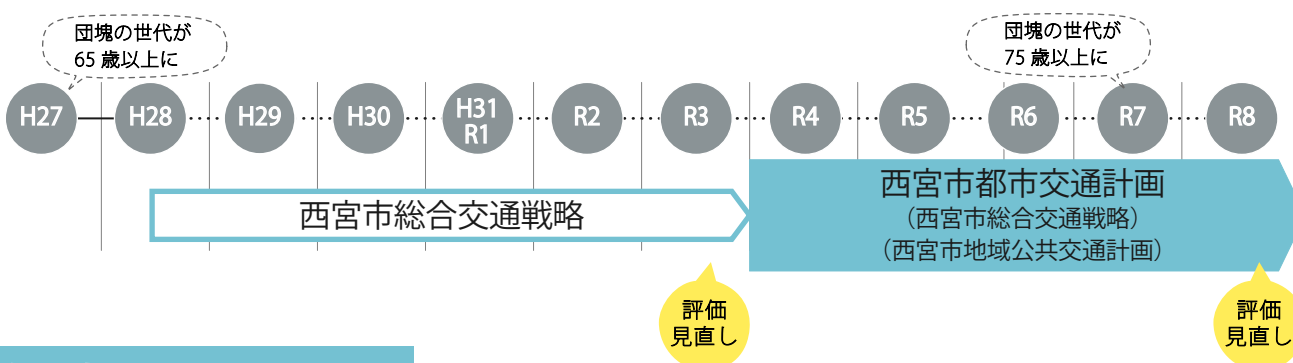 団塊の世代が
65 歳以上に
団塊の世代が
75 歳以上に
H27
H28
H29
H30
H31
R1
R2
R3
R4
R5
R6
R7
R8
西宮市総合交通戦略
西宮市都市交通計画
（西宮市総合交通戦略）
（西宮市地域公共交通計画）
評価
見直し
評価
見直し